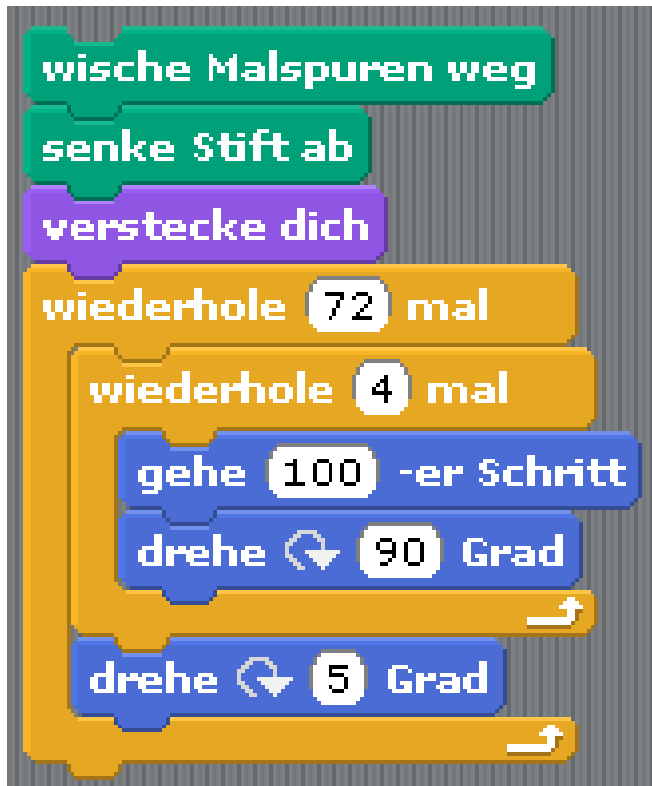 wische Malspuren weg
senke Stift ab
verstecke dich
wiederhole 72 mal
wiederhole 4 mal
gehe 100 -er Schritt
drehe 90 Grad
drehe 5 Grad